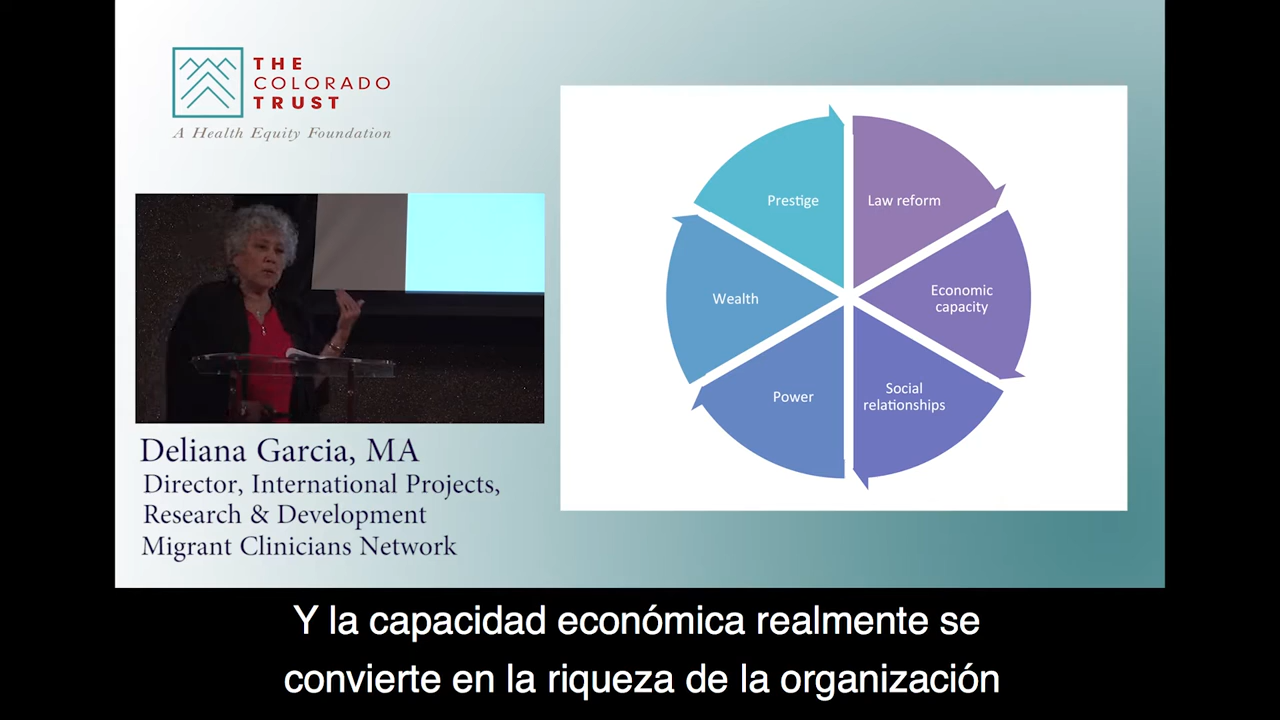 THE
COLORADO
TRUST
A Health Equity Foundation
Prestige
Law reform
Wealth
Economic
capacity
Power
Social
relationships
Deliana Garcia, MA
Director, International Projects,
Research & Development
Migrant Clinicians Network
Y la capacidad económica realmente se
convierte en la riqueza de la organización